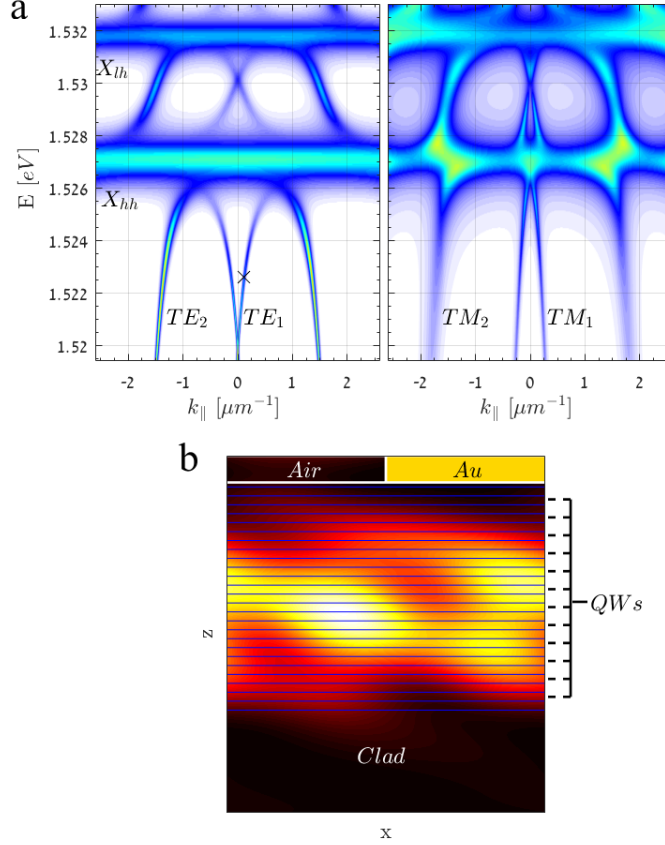 a
1.532
X_lh
1.53
1.528
X_hh
1.526
1.524
1.522
1.52
E [eV]
TE_2
TE_1
TM_2
TM_1
-2
-1
0
1
2
-2
-1
0
1
2
k_∥ [μm⁻¹]
k_∥ [μm⁻¹]
b
Air
Au
QWs
z
Clad
x